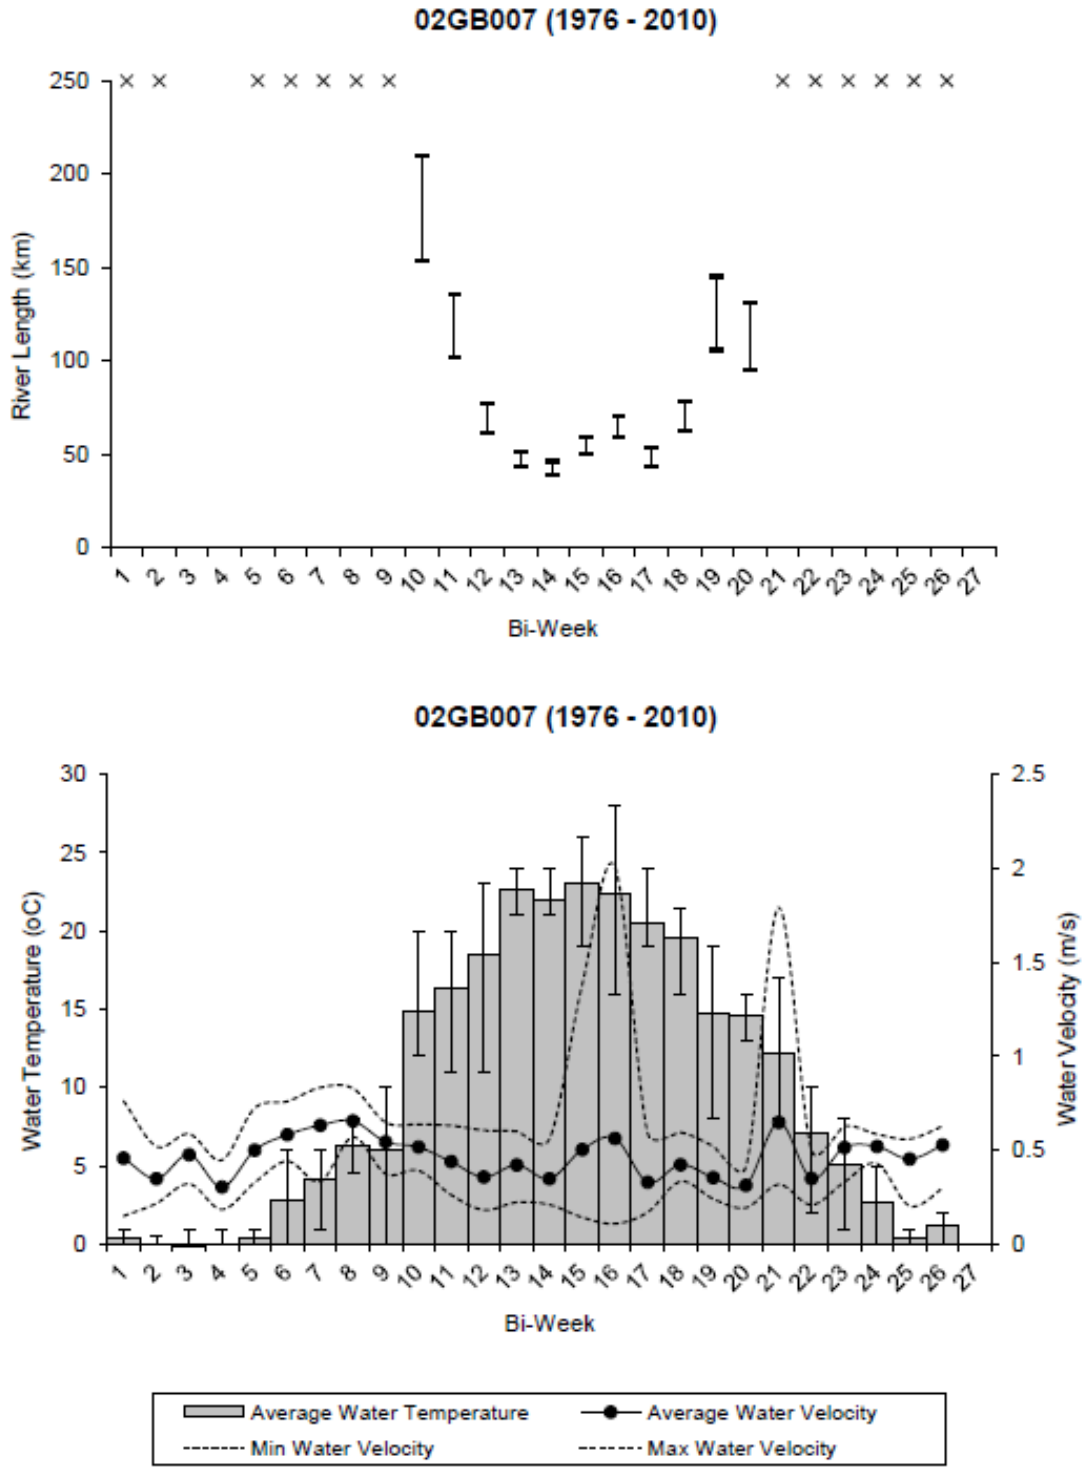 02GB007 (1976 - 2010)
250
200
150
100
50
0
River Length (km)
1 2 3 4 5 6 7 8 9 10 11 12 13 14 15 16 17 18 19 20 21 22 23 24 25 26 27
Bi-Week
02GB007 (1976 - 2010)
30
25
20
15
10
5
0
Water Temperature (oC)
2.5
2
1.5
1
0.5
0
Water Velocity (m/s)
1 2 3 4 5 6 7 8 9 10 11 12 13 14 15 16 17 18 19 20 21 22 23 24 25 26 27
Bi-Week
Average Water Temperature Average Water Velocity
Min Water Velocity Max Water Velocity